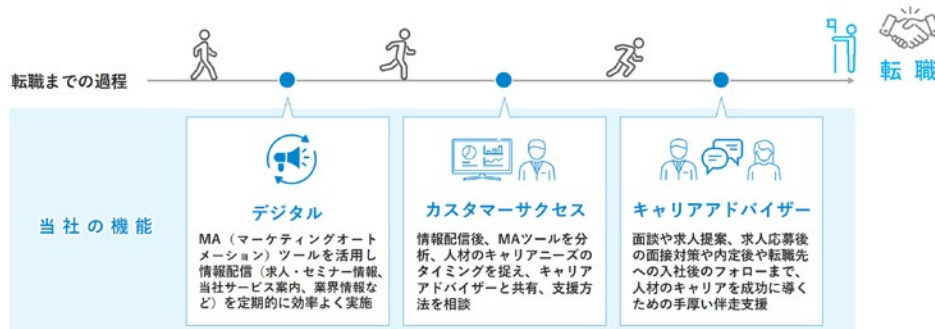 転職までの過程
転職
当社の機能
デジタル
MA(マーケティングオート
メーション)ツールを活用し
情報配信(求人・セミナー情報、
当社サービス案内、業界情報な
ど)を定期的に効率よく実施
カスタマーサクセス
情報配信後、MAツールを分
析、人材のキャリアニーズの
タイミングを捉え、キャリア
アドバイザーと共有、支援方
法を相談
キャリアアドバイザー
面談や求人提案、求人応募後
の面接対策や内定後や転職先
への入社後のフォローまで、
人材のキャリアを成功に導く
ための手厚い伴走支援